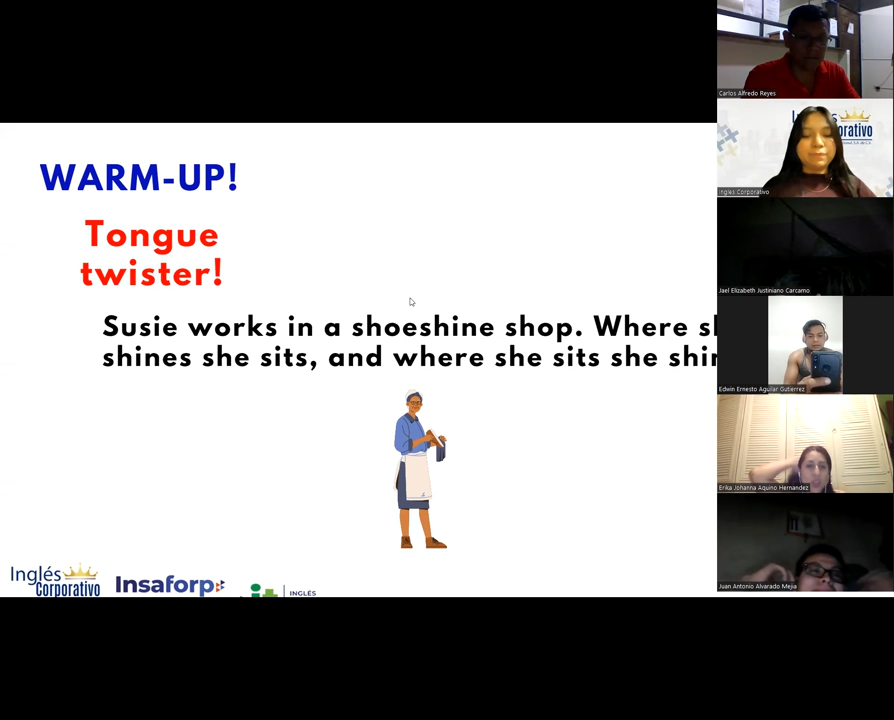 WARM-UP!
Tongue
twister!
Susie works in a shoeshine shop. Where
shines she sits, and where she sits she
Inglés
Corporativo
Insaforp
INGLÉS
Carlos Alfredo Reyes
Inglés Corporativo
Jael Elizabeth Justiniano Carcamo
Edwin Ernesto Aguilar Gutierrez
Erika Johanna Aquino Hernandez
Juan Antonio Alvarado Mejia